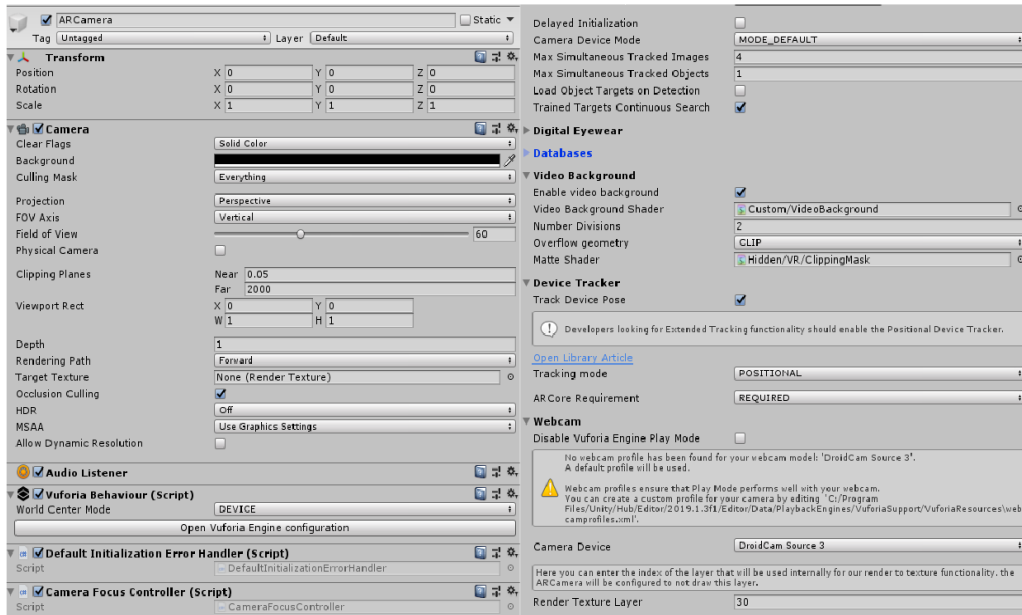 ARCamera
Static
Tag Untagged Layer Default
Transform
Position X 0 Y 0 Z 0
Rotation X 0 Y 0 Z 0
Scale X 1 Y 1 Z 1
Camera
Clear Flags Solid Color
Background
Culling Mask Everything
Projection Perspective
FOV Axis Vertical
Field of View 60
Physical Camera
Clipping Planes Near 0.05
Far 2000
Viewport Rect X 0 Y 0
W 1 H 1
Depth 1
Rendering Path Forward
Target Texture None (Render Texture)
Occlusion Culling
HDR Off
MSAA Use Graphics Settings
Allow Dynamic Resolution
Audio Listener
Vuforia Behaviour (Script)
World Center Mode DEVICE
Open Vuforia Engine configuration
Default Initialization Error Handler (Script)
Script DefaultInitializationErrorHandler
Camera Focus Controller (Script)
Script CameraFocusController
Delayed Initialization
Camera Device Mode MODE_DEFAULT
Max Simultaneous Tracked Images 4
Max Simultaneous Tracked Objects 1
Load Object Targets on Detection
Trained Targets Continuous Search
Digital Eyewear
Databases
Video Background
Enable video background
Video Background Shader Custom/VideoBackground
Number Divisions 2
Overflow geometry CLIP
Matte Shader Hidden/VR/ClippingMask
Device Tracker
Track Device Pose
Developers looking for Extended Tracking functionality should enable the Positional Device Tracker.
Open Library Article
Tracking mode POSITIONAL
ARCore Requirement REQUIRED
Webcam
Disable Vuforia Engine Play Mode
No webcam profile has been found for your webcam model: 'DroidCam Source 3'.
A default profile will be used.
Webcam profiles ensure that Play Mode performs well with your webcam.
You can create a custom profile for your camera by editing 'C:/Program
Files/Unity/Hub/Editor/2019.1.3f1/Editor/Data/PlaybackEngines/VuforiaSupport/VuforiaResources\web
camprofiles.xml'.
Camera Device DroidCam Source 3
Here you can enter the index of the layer that will be used internally for our render to texture functionality. the
ARCamera will be configured to not draw this layer.
Render Texture Layer 30